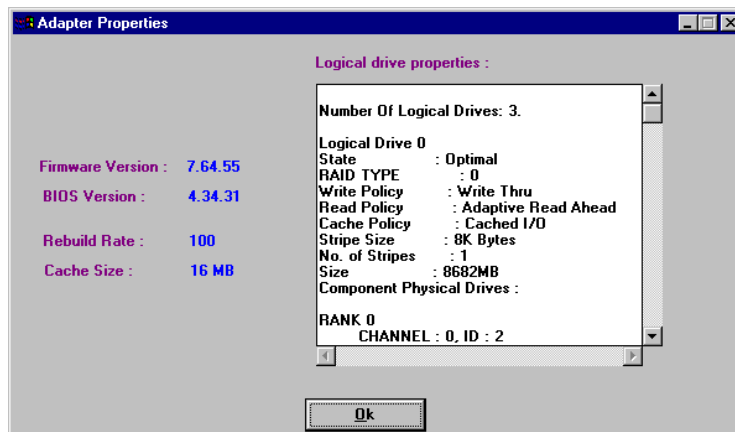 Adapter Properties
Logical drive properties :
Firmware Version : 7.64.55
BIOS Version : 4.34.31
Rebuild Rate : 100
Cache Size : 16 MB
Number Of Logical Drives: 3.
Logical Drive 0
State : Optimal
RAID TYPE : 0
Write Policy : Write Thru
Read Policy : Adaptive Read Ahead
Cache Policy : Cached I/O
Stripe Size : 8K Bytes
No. of Stripes : 1
Size : 8682MB
Component Physical Drives :
RANK 0
CHANNEL : 0, ID : 2
Ok